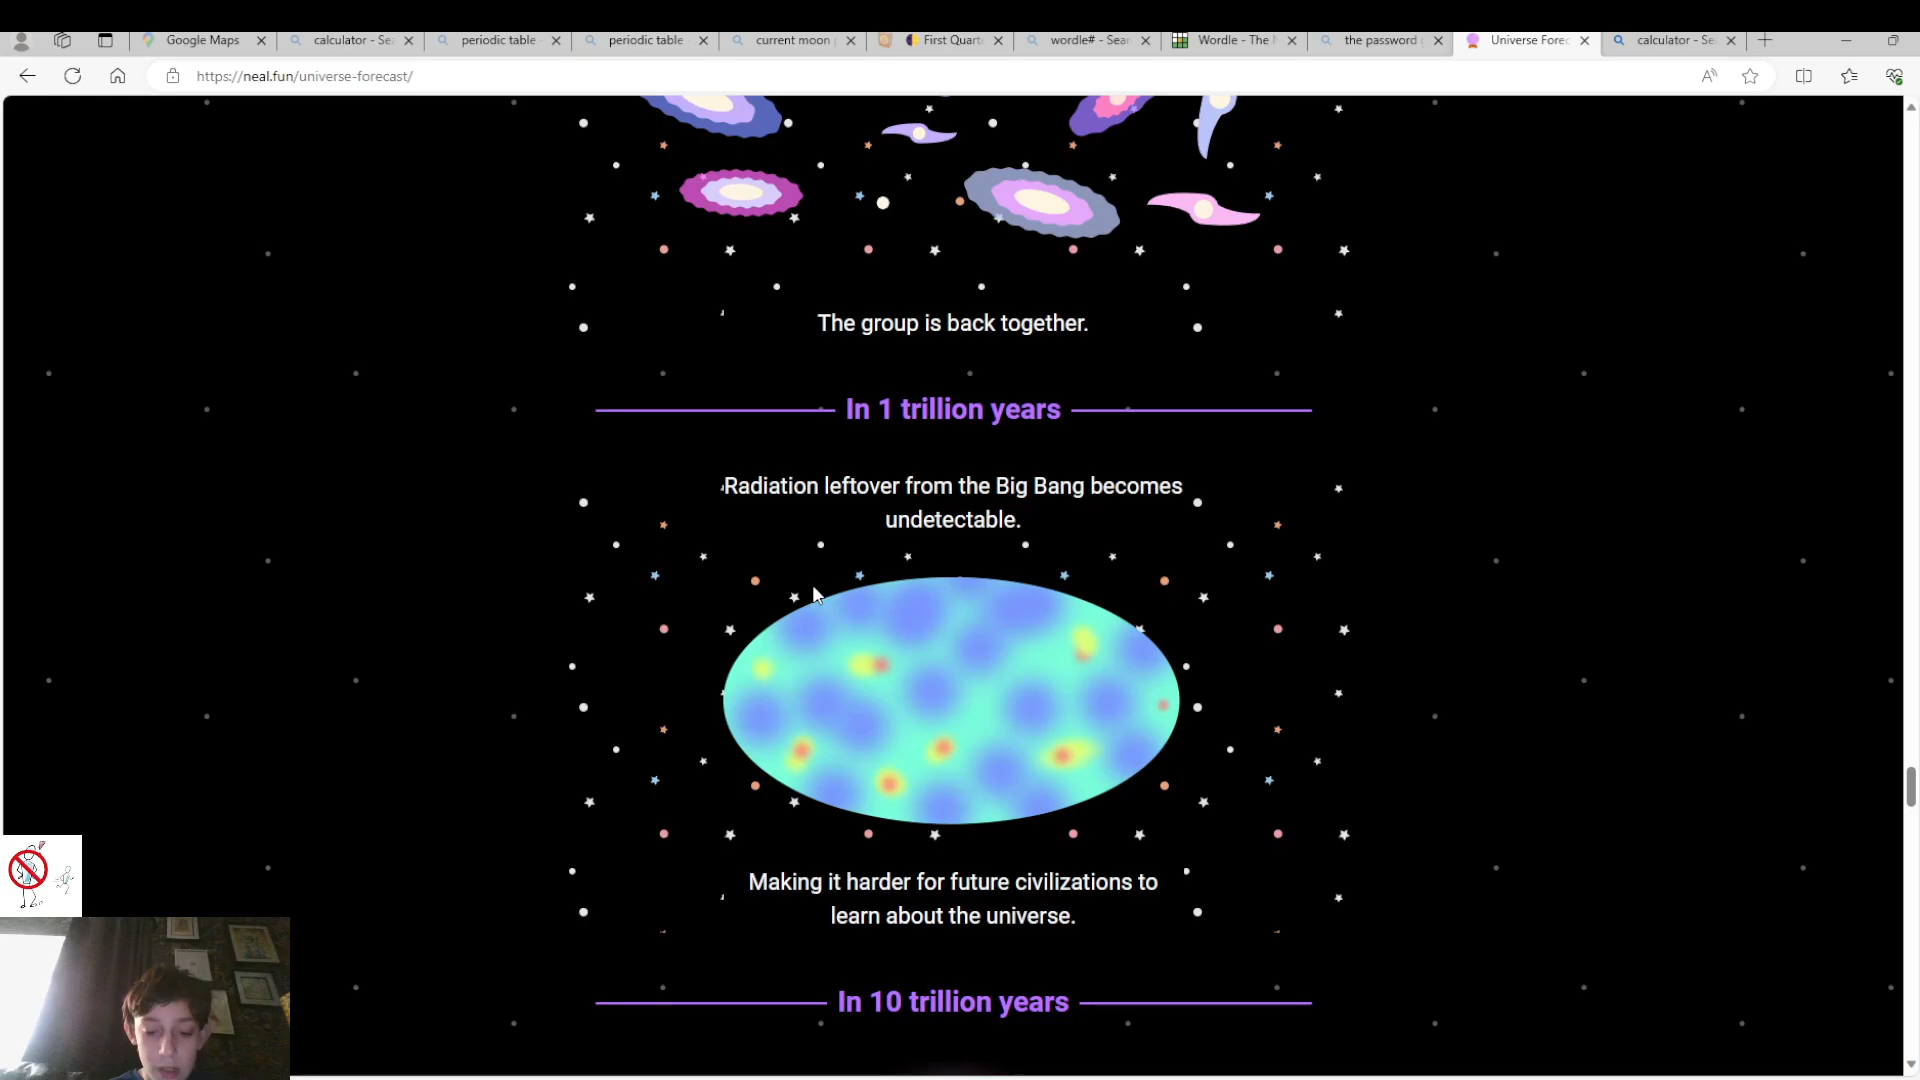 Google Maps
calculator - Sea
periodic table
periodic table
current moon
First Quart
wordle# - Sear
Wordle - The N
the password
Universe Forec
calculator - Se
https://neal.fun/universe-forecast/
The group is back together.
In 1 trillion years
Radiation leftover from the Big Bang becomes
undetectable.
Making it harder for future civilizations to
learn about the universe.
In 10 trillion years